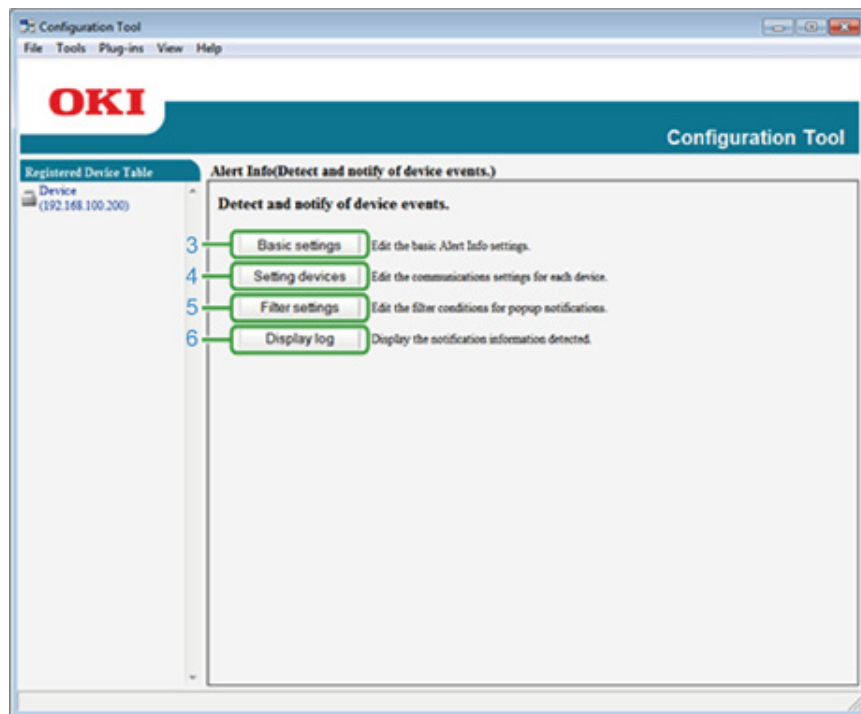 Configuration Tool
File Tools Plug-ins View Help
OKI
Configuration Tool
Registered Device Table
Device
(192.168.100.200)
Alert Info(Detect and notify of device events.)
Detect and notify of device events.
3 Basic settings Edit the basic Alert Info settings.
4 Setting devices Edit the communications settings for each device.
5 Filter settings Edit the filter conditions for popup notifications.
6 Display log Display the notification information detected.